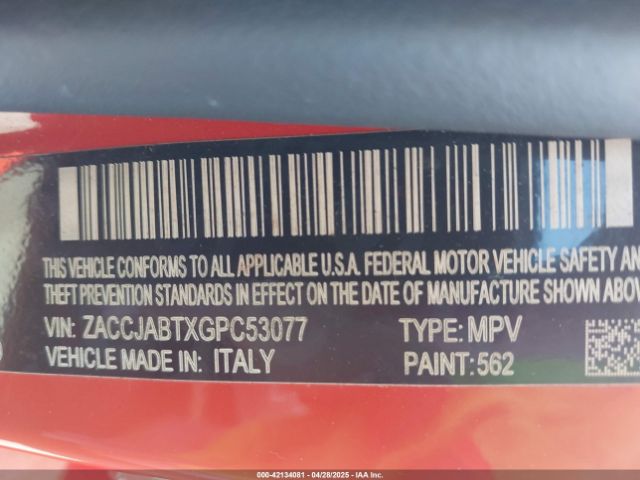 THIS VEHICLE CONFORMS TO ALL APPLICABLE U.S.A. FEDERAL MOTOR VEHICLE SAFETY AND
THEFT PREVENTION STANDARDS IN EFFECT ON THE DATE OF MANUFACTURE SHOWN ABO
VIN: ZACCJABTXGPC53077 TYPE: MPV
VEHICLE MADE IN: ITALY PAINT: 562
000-42134081 - 04/28/2025 - IAA Inc.